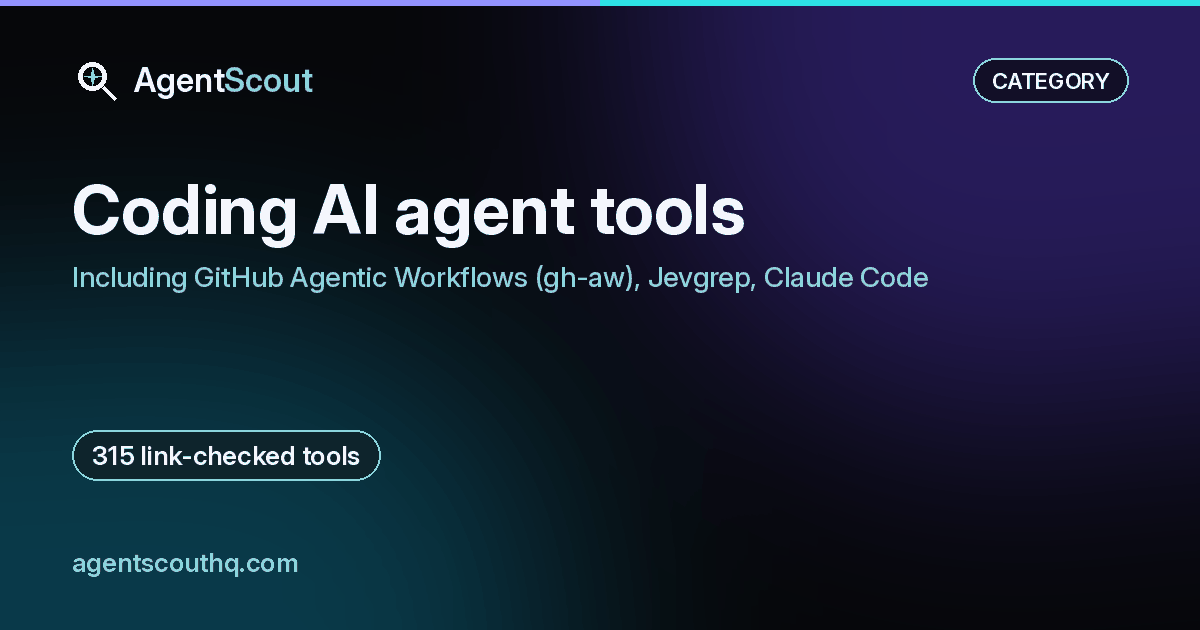 AgentScout
CATEGORY
Coding AI agent tools
Including GitHub Agentic Workflows (gh-aw), Jevgrep, Claude Code
315 link-checked tools
agentscouthq.com